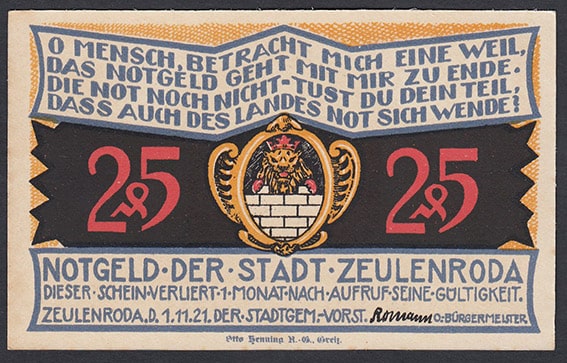 O MENSCH, BETRACHT MICH EINE WEIL,
DAS NOTGELD GEHT MIT MIR ZU ENDE.
DIE NOT NOCH NICHT-TUST DU DEIN TEIL,
DASS AUCH DES LANDES NOT SICH WENDE?
25 25
NOTGELD·DER·STADT·ZEULENRODA
DIESER·SCHEIN·VERLIERT·1·MONAT·NACH·AUFRUF·SEINE·GÜLTIGKEIT.
ZEULENRODA, D. 1.11.21. DER STADTGEM.-VORST. Romann O.-BÜRGERMEISTER.
Otto Henning A.-G., Greiz.